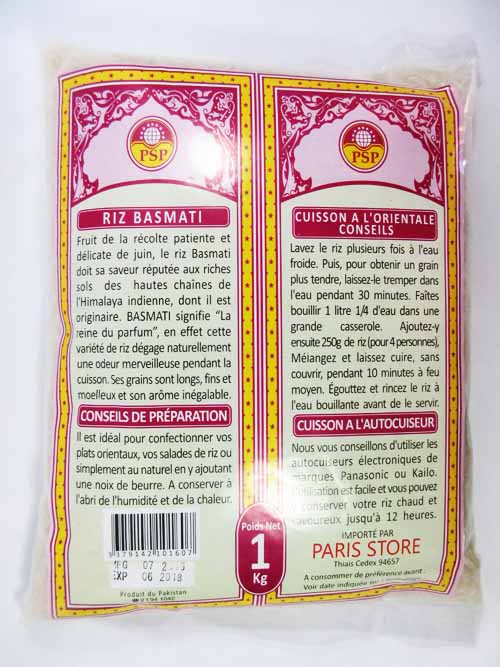 PSP
RIZ BASMATI
Fruit de la récolte patiente et
délicate de juin, le riz Basmati
doit sa saveur réputée aux riches
sols des hautes chaînes de
l'Himalaya indienne, dont il est
originaire. BASMATI signifie "La
reine du parfum", en effet cette
variété de riz dégage naturellement
une odeur merveilleuse pendant la
cuisson. Ses grains sont longs, fins et
moelleux et son arôme inégalable.
CONSEILS DE PRÉPARATION
Il est idéal pour confectionner vos
plats orientaux, vos salades de riz ou
simplement au naturel en y ajoutant
une noix de beurre. A conserver à
l'abri de l'humidité et de la chaleur.
3179142101607
MFG 07 2015
EXP 06 2018
Produit du Pakistan
PSP
CUISSON A L'ORIENTALE
CONSEILS
Lavez le riz plusieurs fois à l'eau
froide. Puis, pour obtenir un grain
plus tendre, laissez-le tremper dans
l'eau pendant 30 minutes. Faîtes
bouillir 1 litre 1/4 d'eau dans une
grande casserole. Ajoutez-y
ensuite 250g de riz (pour 4 personnes),
Mélangez et laissez cuire, sans
couvrir, pendant 10 minutes à feu
moyen. Égouttez et rincez le riz à
l'eau bouillante avant de le servir.
CUISSON A L'AUTOCUISEUR
Nous vous conseillons d'utiliser les
autocuiseurs électroniques de
marques Panasonic ou Kailo.
L'utilisation est facile et vous pouvez
y conserver votre riz chaud et
savoureux jusqu'à 12 heures.
IMPORTÉ PAR
PARIS STORE
Thiais Cedex 94657
A consommer de préférence avant :
Voir date indiquée
Poids Net
1
Kg